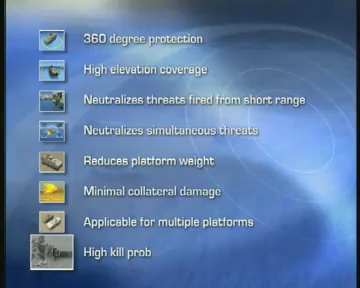 360 degree protection
High elevation coverage
Neutralizes threats fired from short range
Neutralizes simultaneous threats
Reduces platform weight
Minimal collateral damage
Applicable for multiple platforms
High kill prob